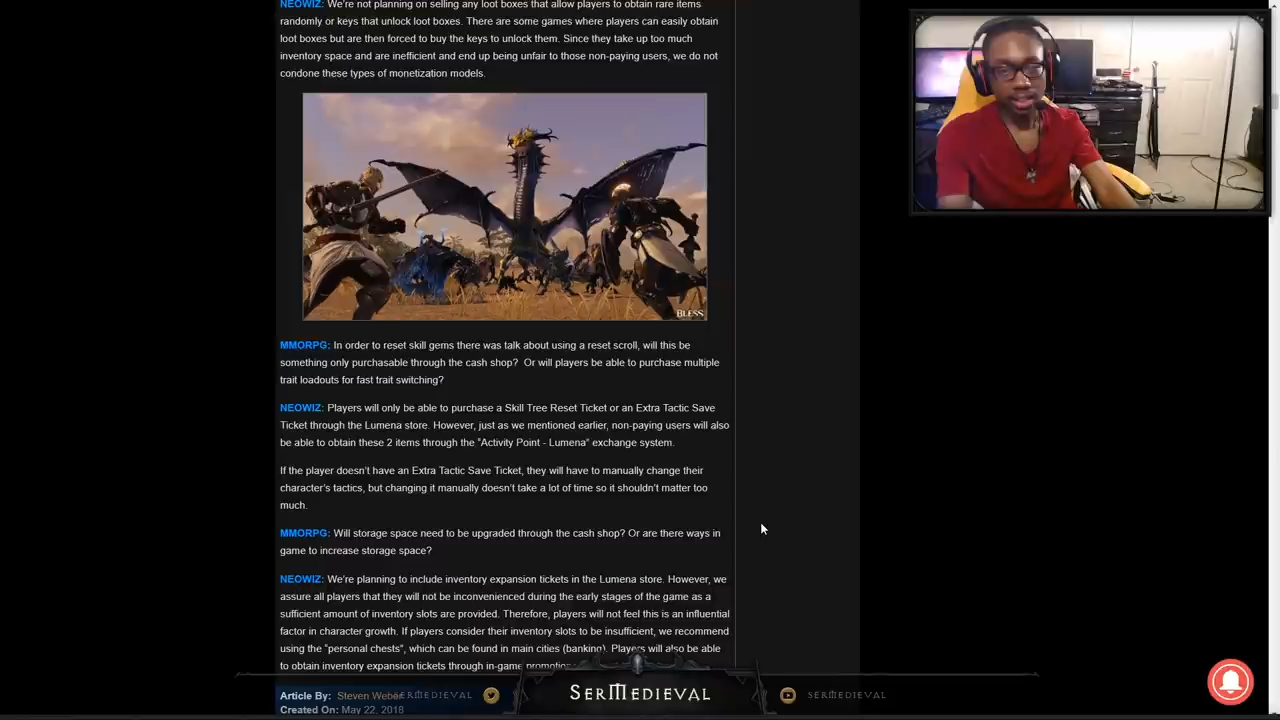 NEOWIZ: We're not planning on selling any loot boxes that allow players to obtain rare items
randomly or keys that unlock loot boxes. There are some games where players can easily obtain
loot boxes but are then forced to buy the keys to unlock them. Since they take up too much
inventory space and are inefficient and end up being unfair to those non-paying users, we do not
condone these types of monetization models.
BLESS
MMORPG: In order to reset skill gems there was talk about using a reset scroll, will this be
something only purchasable through the cash shop? Or will players be able to purchase multiple
trait loadouts for fast trait switching?
NEOWIZ: Players will only be able to purchase a Skill Tree Reset Ticket or an Extra Tactic Save
Ticket through the Lumena store. However, just as we mentioned earlier, non-paying users will also
be able to obtain these 2 items through the "Activity Point - Lumena" exchange system.
If the player doesn't have an Extra Tactic Save Ticket, they will have to manually change their
character's tactics, but changing it manually doesn't take a lot of time so it shouldn't matter too
much.
MMORPG: Will storage space need to be upgraded through the cash shop? Or are there ways in
game to increase storage space?
NEOWIZ: We're planning to include inventory expansion tickets in the Lumena store. However, we
assure all players that they will not be inconvenienced during the early stages of the game as a
sufficient amount of inventory slots are provided. Therefore, players will not feel this is an influential
factor in character growth. If players consider their inventory slots to be insufficient, we recommend
using the "personal chests", which can be found in main cities (banking). Players will also be able
to obtain inventory expansion tickets through in-game
Article By: Steven Weber
SERMEDIEVAL
SERMEDIEVAL
SERMEDIEVAL
Created On: May 22, 2018